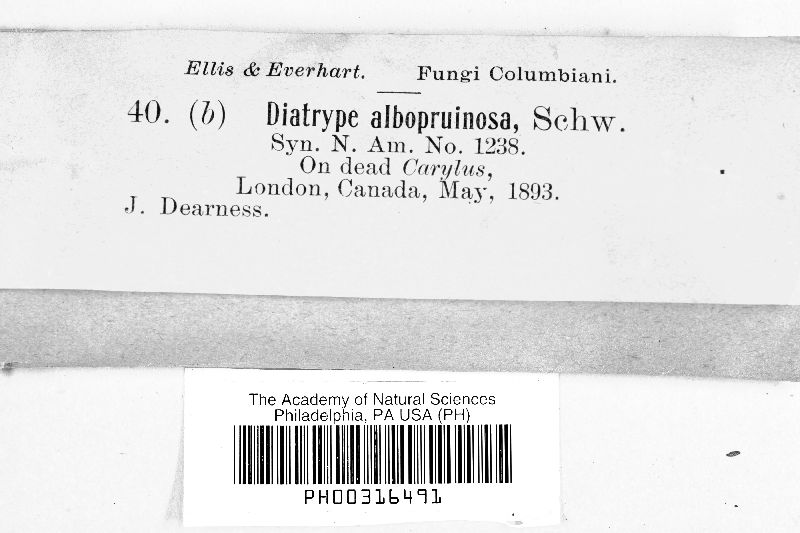 Ellis & Everhart. Fungi Columbiani.
40. (b) Diatrype albopruinosa, Schw.
Syn. N. Am. No. 1238.
On dead Carylus,
London, Canada, May, 1893.
J. Dearness.
The Academy of Natural Sciences
Philadelphia, PA USA (PH)
PH00316491